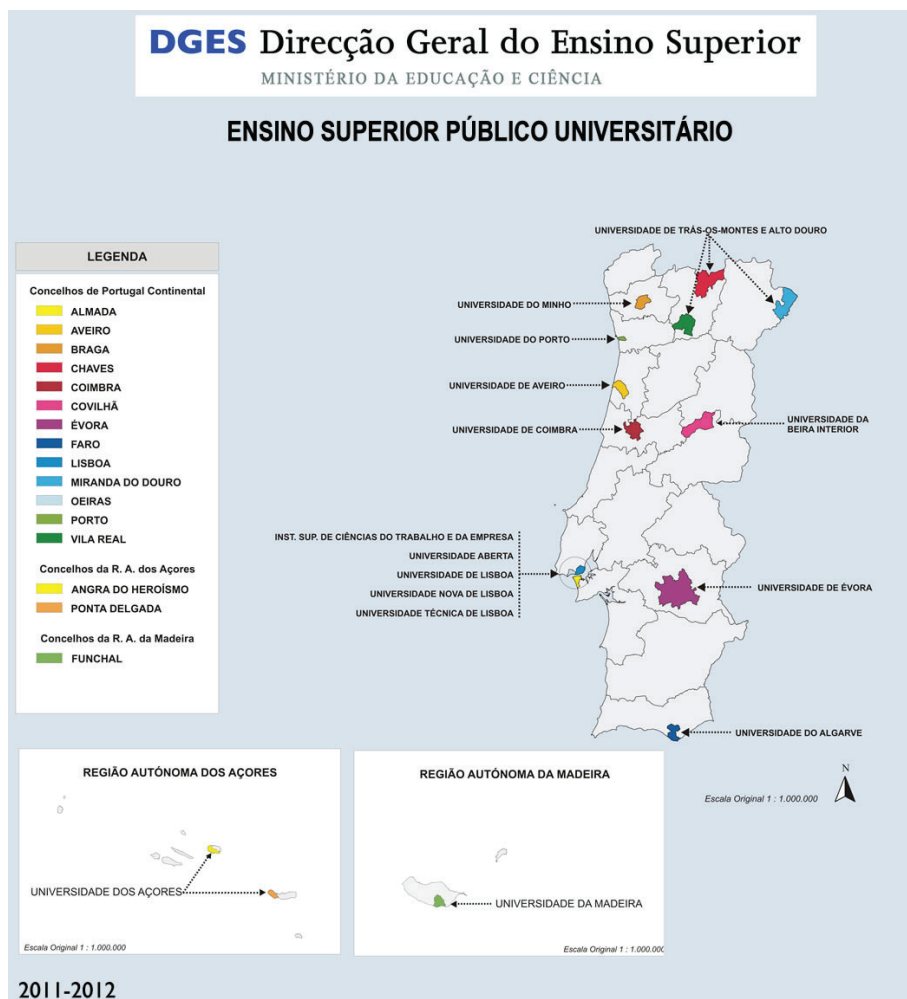 DGES Direcção Geral do Ensino Superior
MINISTÉRIO DA EDUCAÇÃO E CIÊNCIA
ENSINO SUPERIOR PÚBLICO UNIVERSITÁRIO
LEGENDA
Concelhos de Portugal Continental
ALMADA
AVEIRO
BRAGA
CHAVES
COIMBRA
COVILHÃ
ÉVORA
FARO
LISBOA
MIRANDA DO DOURO
OEIRAS
PORTO
VILA REAL
Concelhos da R. A. dos Açores
ANGRA DO HEROÍSMO
PONTA DELGADA
Concelhos da R. A. da Madeira
FUNCHAL
UNIVERSIDADE DE TRÁS-OS-MONTES E ALTO DOURO
UNIVERSIDADE DO MINHO
UNIVERSIDADE DO PORTO
UNIVERSIDADE DE AVEIRO
UNIVERSIDADE DE COIMBRA
UNIVERSIDADE DA
BEIRA INTERIOR
INST. SUP. DE CIÊNCIAS DO TRABALHO E DA EMPRESA
UNIVERSIDADE ABERTA
UNIVERSIDADE DE LISBOA
UNIVERSIDADE NOVA DE LISBOA
UNIVERSIDADE TÉCNICA DE LISBOA
UNIVERSIDADE DE ÉVORA
UNIVERSIDADE DO ALGARVE
N
Escala Original 1 : 1.000.000
REGIÃO AUTÓNOMA DOS AÇORES
UNIVERSIDADE DOS AÇORES
Escala Original 1 : 1.000.000
REGIÃO AUTÓNOMA DA MADEIRA
UNIVERSIDADE DA MADEIRA
Escala Original 1 : 1.000.000
2011-2012